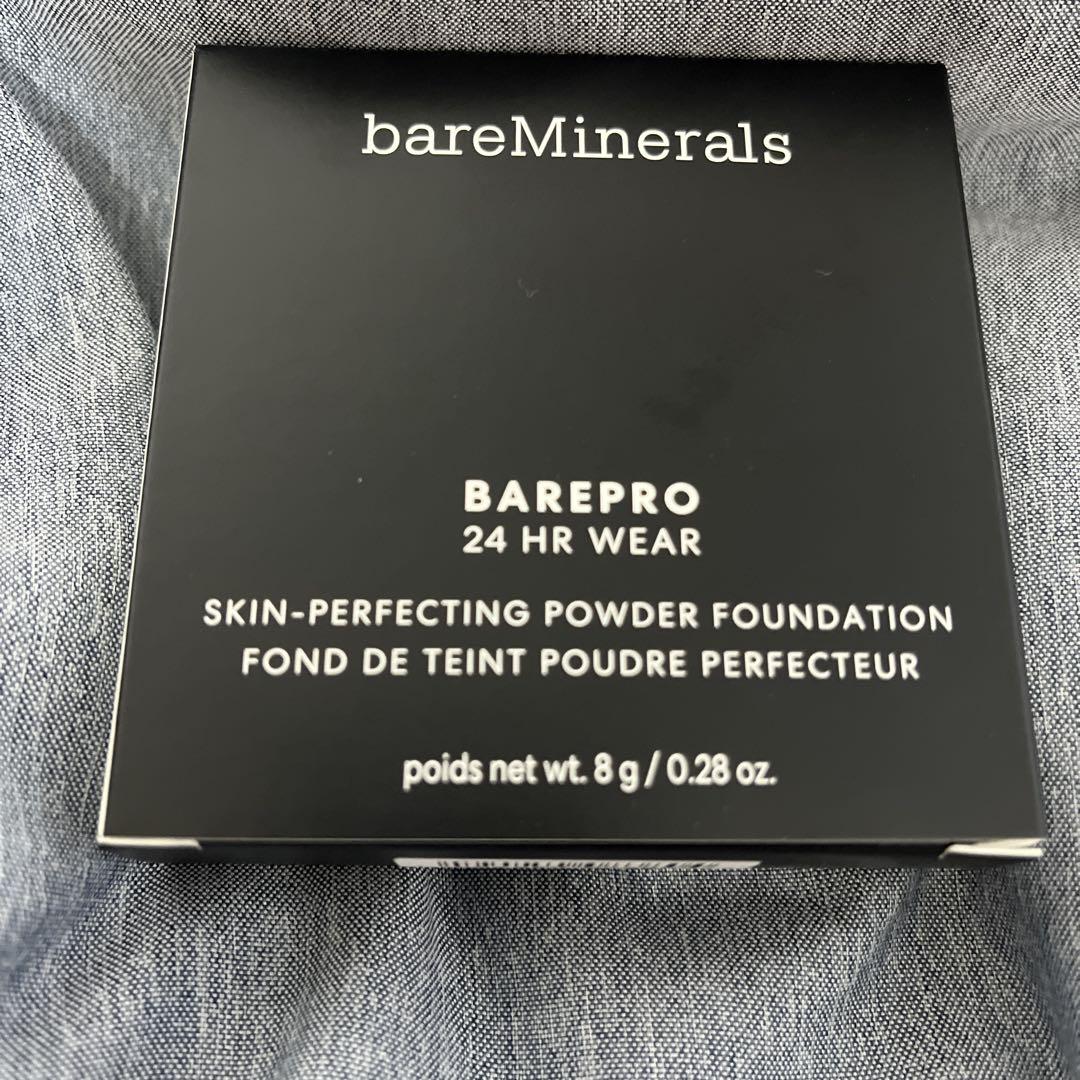 bareMinerals
BAREPRO
24 HR WEAR
SKIN-PERFECTING POWDER FOUNDATION
FOND DE TEINT POUDRE PERFECTEUR
poids net wt. 8 g / 0.28 oz.